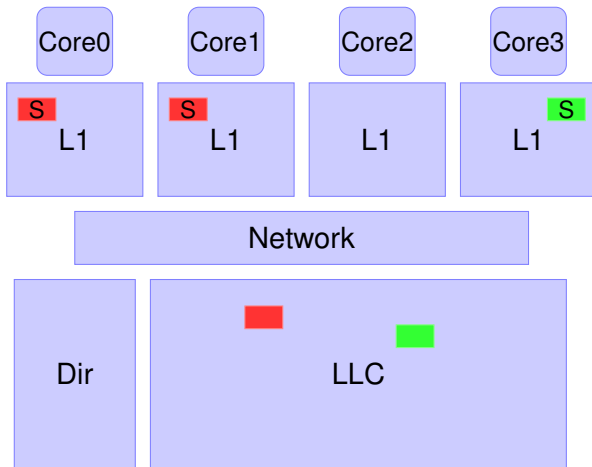 Core0 Core1 Core2 Core3
S S S
L1 L1 L1 L1
Network
Dir LLC